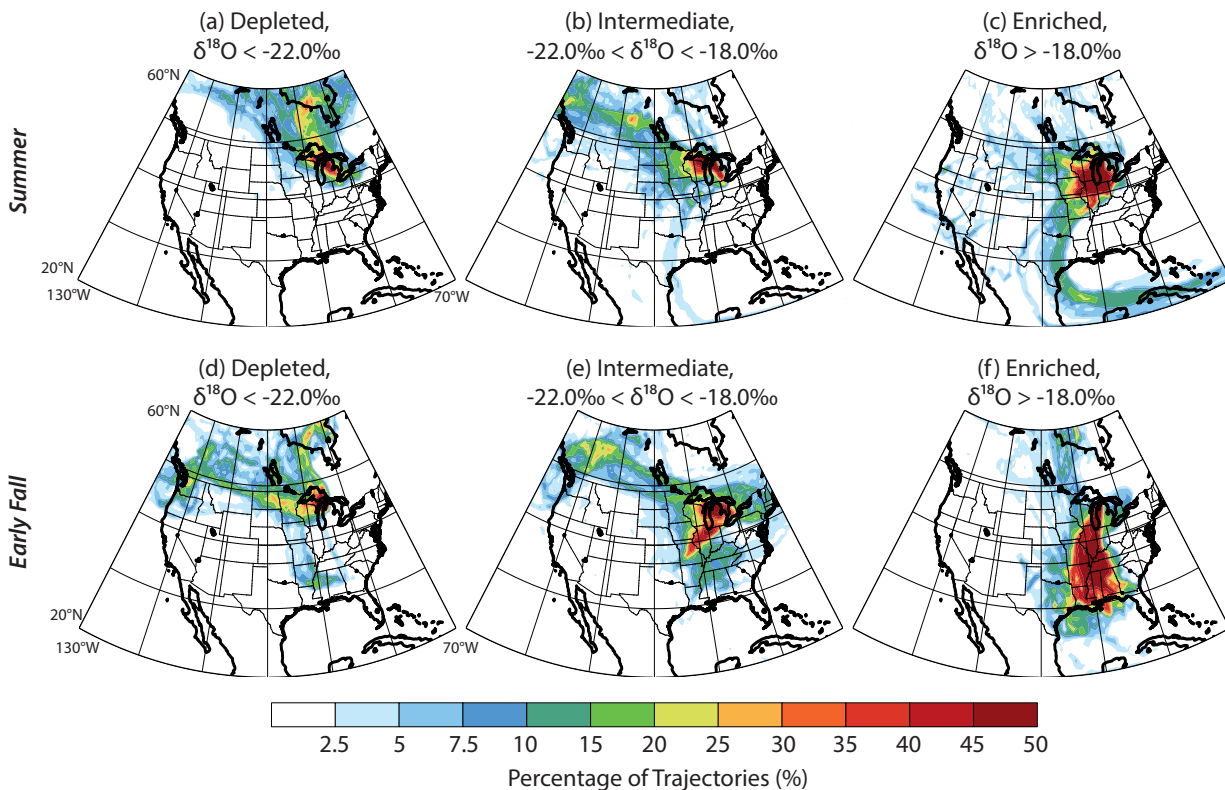 (a) Depleted,
δ¹⁸O < -22.0‰
(b) Intermediate,
-22.0‰ < δ¹⁸O < -18.0‰
(c) Enriched,
δ¹⁸O > -18.0‰
Summer
60°N
20°N
130°W
70°W
(d) Depleted,
δ¹⁸O < -22.0‰
(e) Intermediate,
-22.0‰ < δ¹⁸O < -18.0‰
(f) Enriched,
δ¹⁸O > -18.0‰
Early Fall
60°N
20°N
130°W
70°W
2.5 5 7.5 10 15 20 25 30 35 40 45 50
Percentage of Trajectories (%)